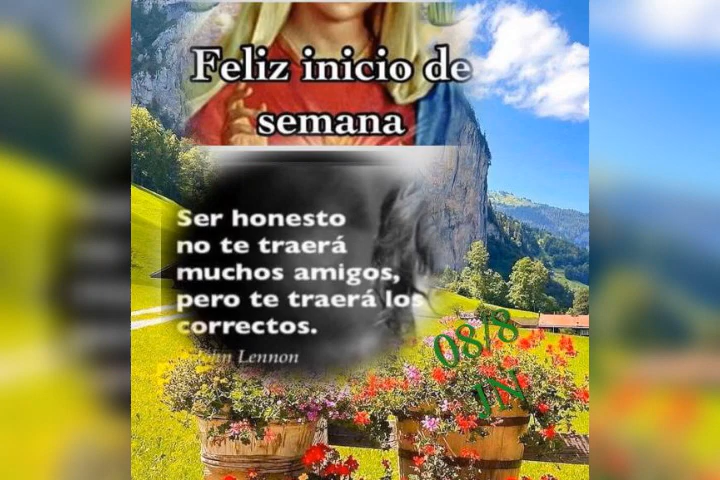 Feliz inicio de
semana
Ser honesto
no te traerá
muchos amigos,
pero te traerá los
correctos.
John Lennon
08/8
JN